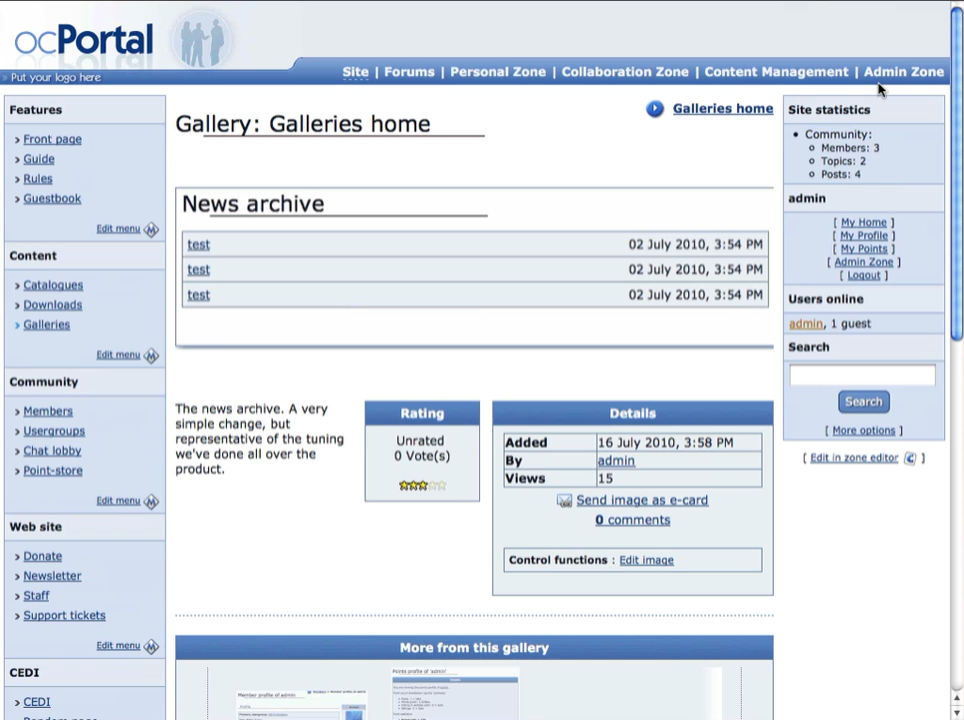 ocPortal
» Put your logo here
Site | Forums | Personal Zone | Collaboration Zone | Content Management | Admin Zone
Features
› Front page
› Guide
› Rules
› Guestbook
Edit menu
Content
› Catalogues
› Downloads
› Galleries
Edit menu
Community
› Members
› Usergroups
› Chat lobby
› Point-store
Edit menu
Web site
› Donate
› Newsletter
› Staff
› Support tickets
Edit menu
CEDI
› CEDI
Gallery: Galleries home
Galleries home
News archive
test 02 July 2010, 3:54 PM
test 02 July 2010, 3:54 PM
test 02 July 2010, 3:54 PM
The news archive. A very
simple change, but
representative of the tuning
we've done all over the
product.
Rating
Unrated
0 Vote(s)
Details
Added 16 July 2010, 3:58 PM
By admin
Views 15
Send image as e-card
0 comments
Control functions : Edit image
More from this gallery
Member profile of admin
Points profile of 'admin'
Site statistics
• Community:
Members: 3
Topics: 2
Posts: 4
admin
[ My Home ]
[ My Profile ]
[ My Points ]
[ Admin Zone ]
[ Logout ]
Users online
admin, 1 guest
Search
Search
[ More options ]
[ Edit in zone editor ]